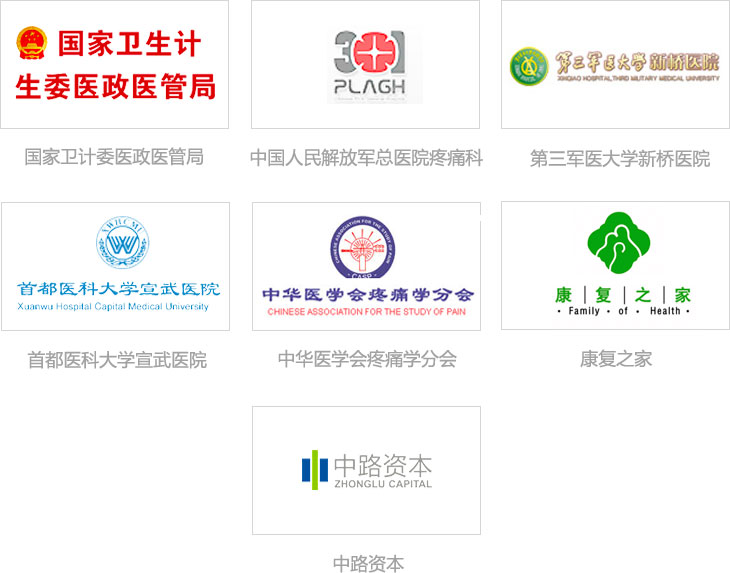 国家卫生计
生委医政医管局
国家卫计委医政医管局
301
PLAGH
中国人民解放军总医院疼痛科
第三军医大学新桥医院
XINQIAO HOSPITAL,THIRD MILITARY MEDICAL UNIVERSITY
第三军医大学新桥医院
XWHCMU
首都医科大学宣武医院
Xuanwu Hospital Capital Medical University
首都医科大学宣武医院
CHINESE ASSOCIATION FOR THE STUDY OF PAIN
CASP
中华医学会疼痛学分会
CHINESE ASSOCIATION FOR THE STUDY OF PAIN
中华医学会疼痛学分会
康|复|之|家
·Family·of·Health·
康复之家
中路资本
ZHONGLU CAPITAL
中路资本